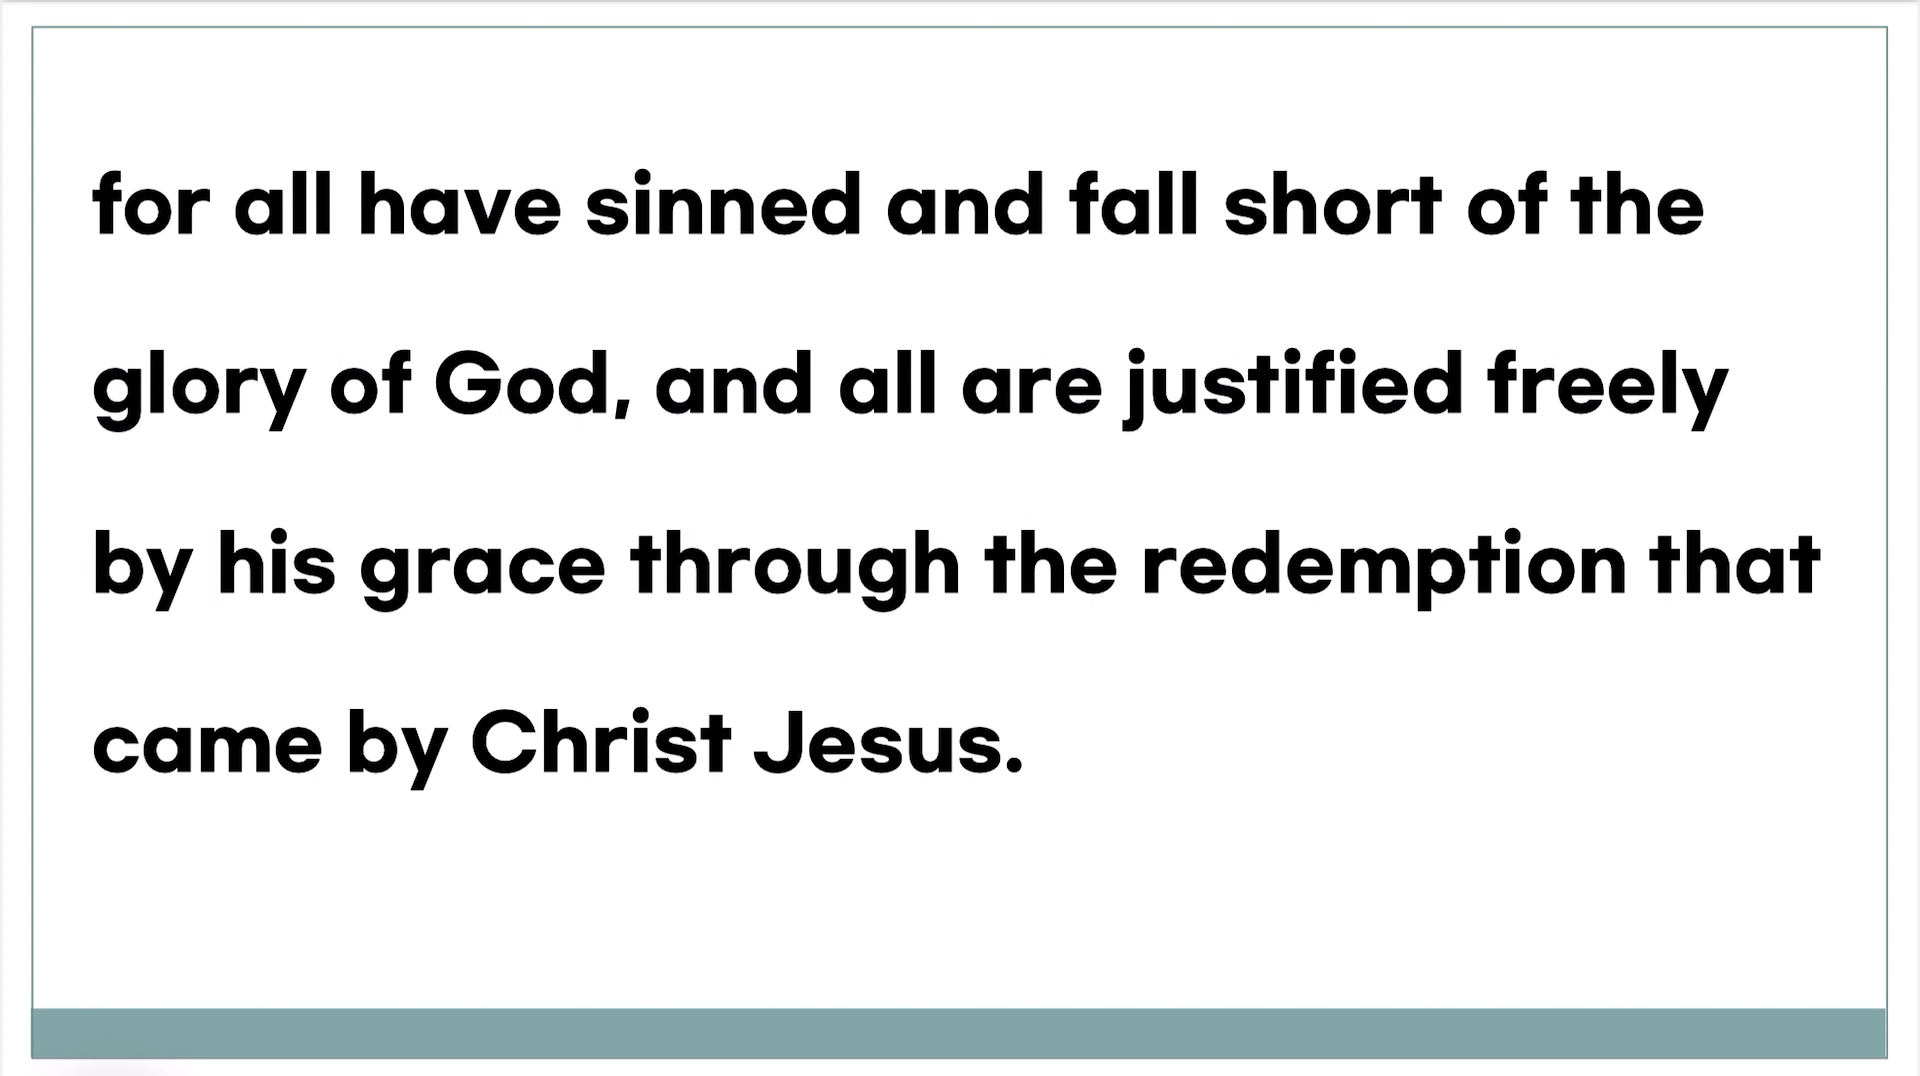 for all have sinned and fall short of the
glory of God, and all are justified freely
by his grace through the redemption that
came by Christ Jesus.